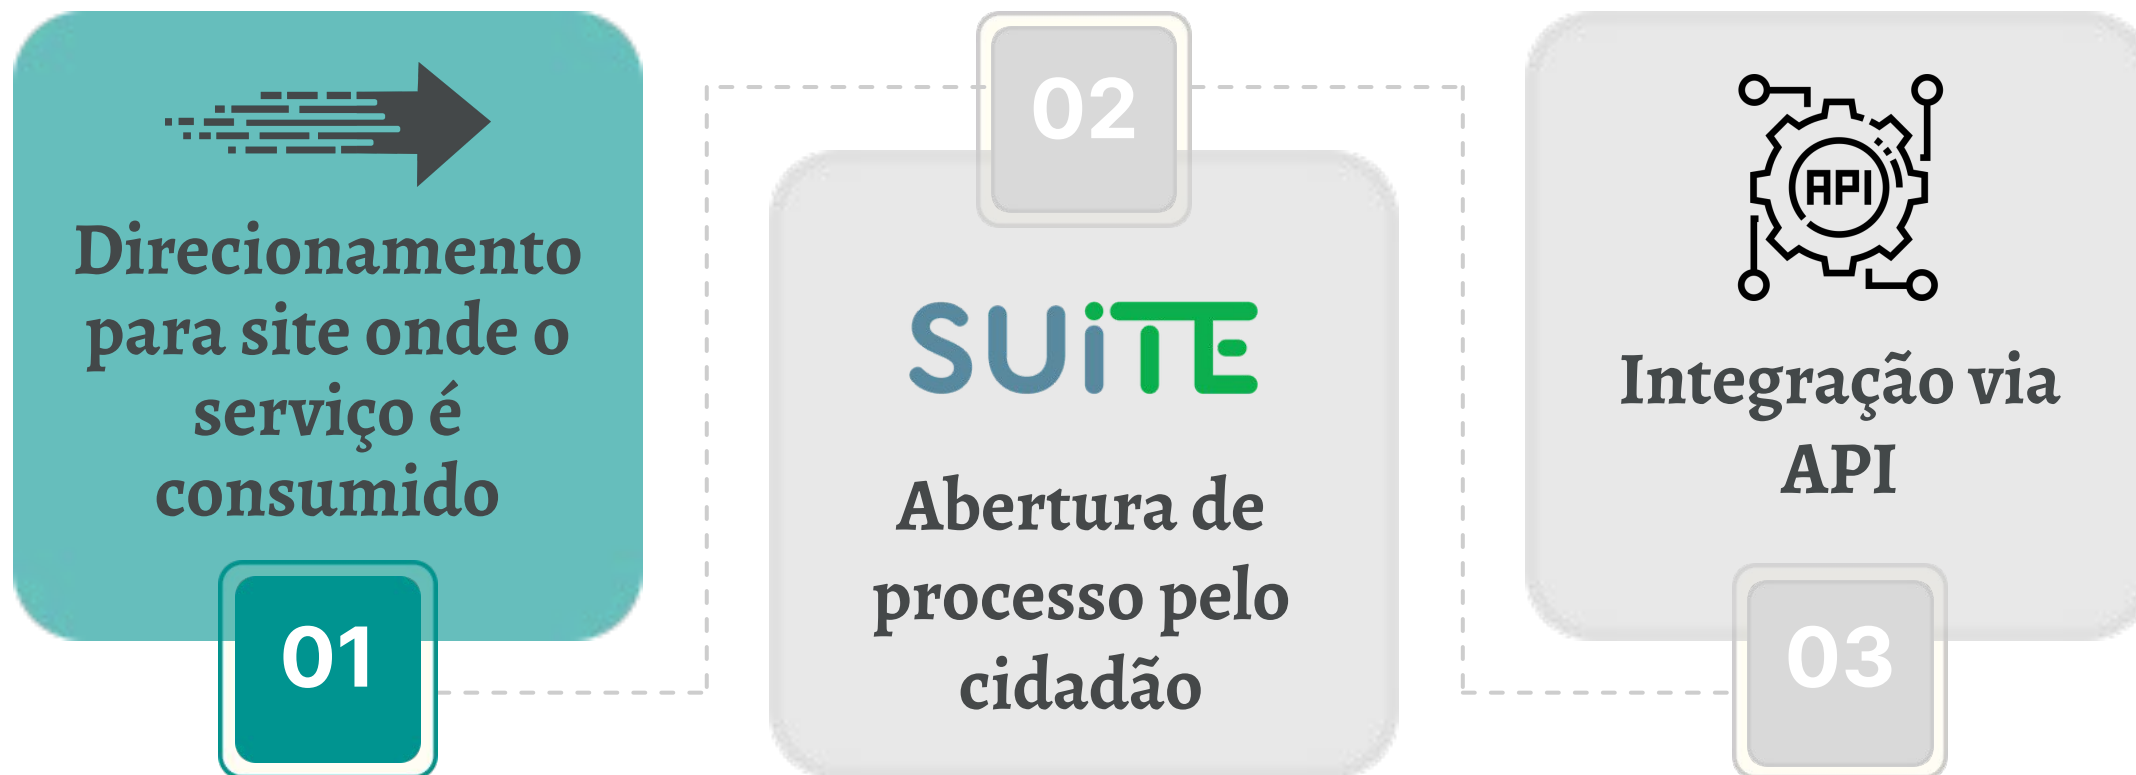 Direcionamento
para site onde o
serviço é
consumido
01
02
SUiTE
Abertura de
processo pelo
cidadão
API
Integração via
API
03